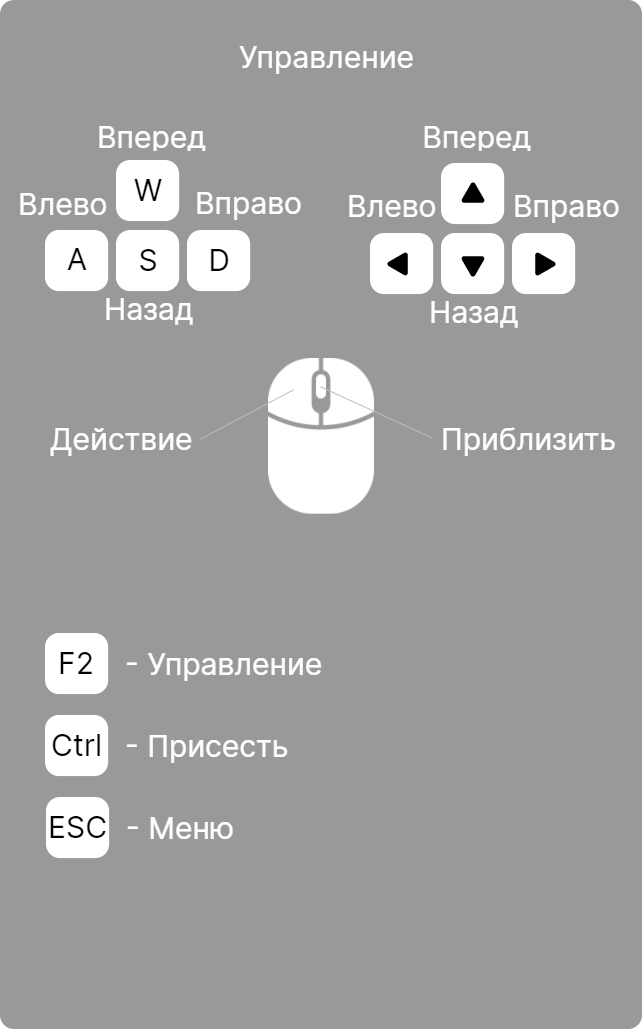 Управление
Вперед Вперед
W
Влево Вправо Влево Вправо
A S D
Назад Назад
Действие Приблизить
F2 - Управление
Ctrl - Присесть
ESC - Меню